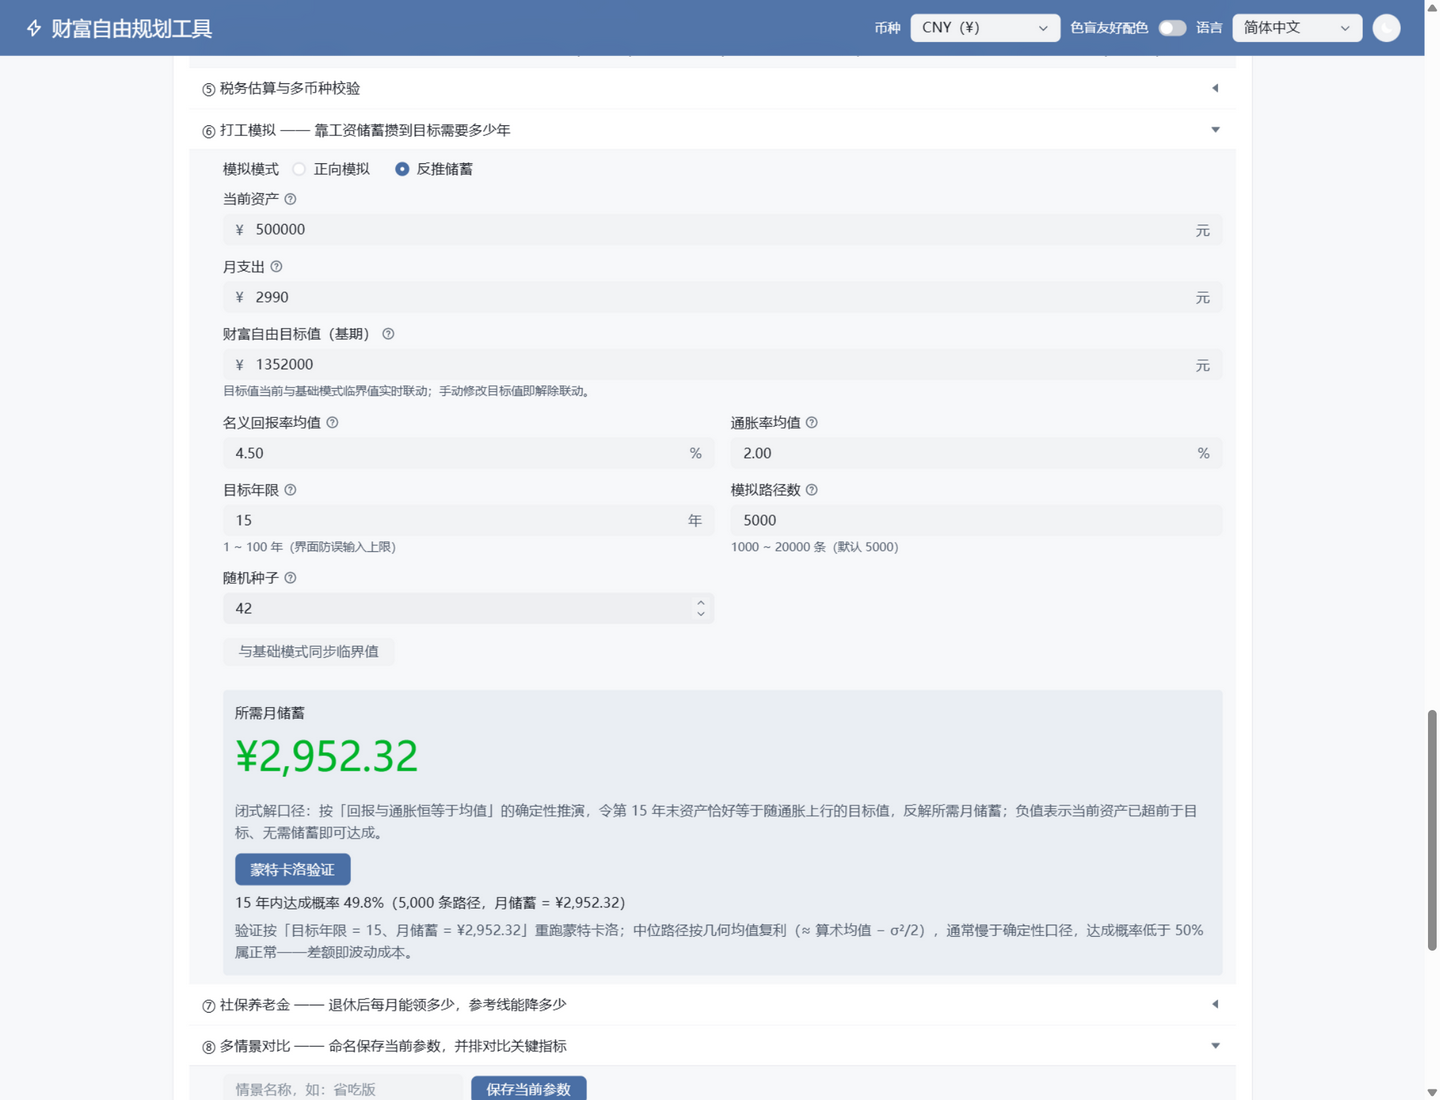 财富自由规划工具
币种
CNY（¥）
色盲友好配色
语言
简体中文
⑤ 税务估算与多币种校验
⑥ 打工模拟 —— 靠工资储蓄攒到目标需要多少年
模拟模式
正向模拟
反推储蓄
当前资产
¥ 500000 元
月支出
¥ 2990 元
财富自由目标值（基期）
¥ 1352000 元
目标值当前与基础模式临界值实时联动；手动修改目标值即解除联动。
名义回报率均值
4.50 %
通胀率均值
2.00 %
目标年限
15 年
1 ~ 100 年（界面防误输入上限）
模拟路径数
5000
1000 ~ 20000 条（默认 5000）
随机种子
42
与基础模式同步临界值
所需月储蓄
¥2,952.32
闭式解口径：按「回报与通胀恒等于均值」的确定性推演，令第 15 年末资产恰好等于随通胀上行的目标值，反解所需月储蓄；负值表示当前资产已超前于目
标、无需储蓄即可达成。
蒙特卡洛验证
15 年内达成概率 49.8%（5,000 条路径，月储蓄 = ¥2,952.32）
验证按「目标年限 = 15、月储蓄 = ¥2,952.32」重跑蒙特卡洛；中位路径按几何均值复利（≈ 算术均值 − σ²/2），通常慢于确定性口径，达成概率低于 50%
属正常——差额即波动成本。
⑦ 社保养老金 —— 退休后每月能领多少，参考线能降多少
⑧ 多情景对比 —— 命名保存当前参数，并排对比关键指标
情景名称，如：省吃版
保存当前参数